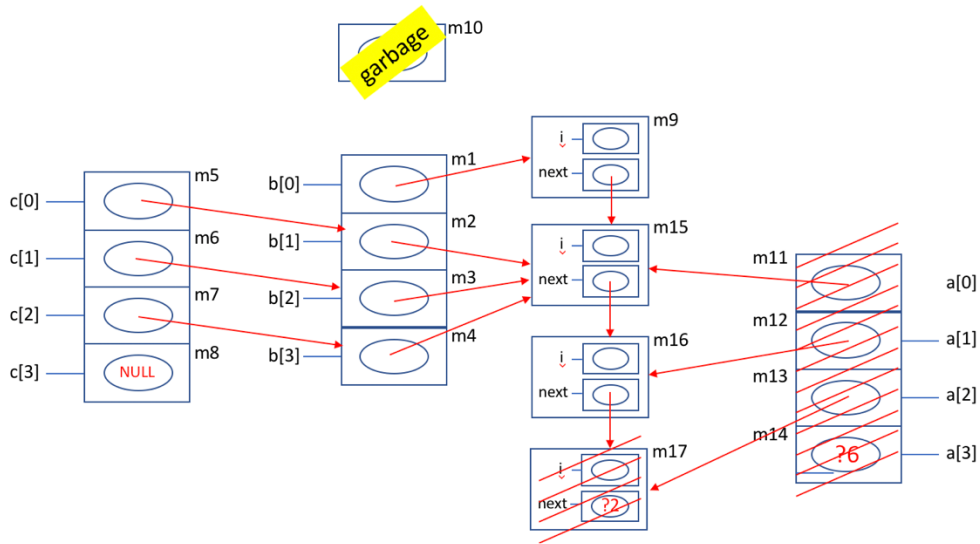 m10
garbage
m9
i
next
m5
c[0]
m6
c[1]
m7
c[2]
m8
c[3]
NULL
m1
b[0]
m2
b[1]
m3
b[2]
m4
b[3]
m15
i
next
m11
a[0]
m12
a[1]
m13
a[2]
m14
?6
a[3]
m16
i
next
m17
i
next
?2